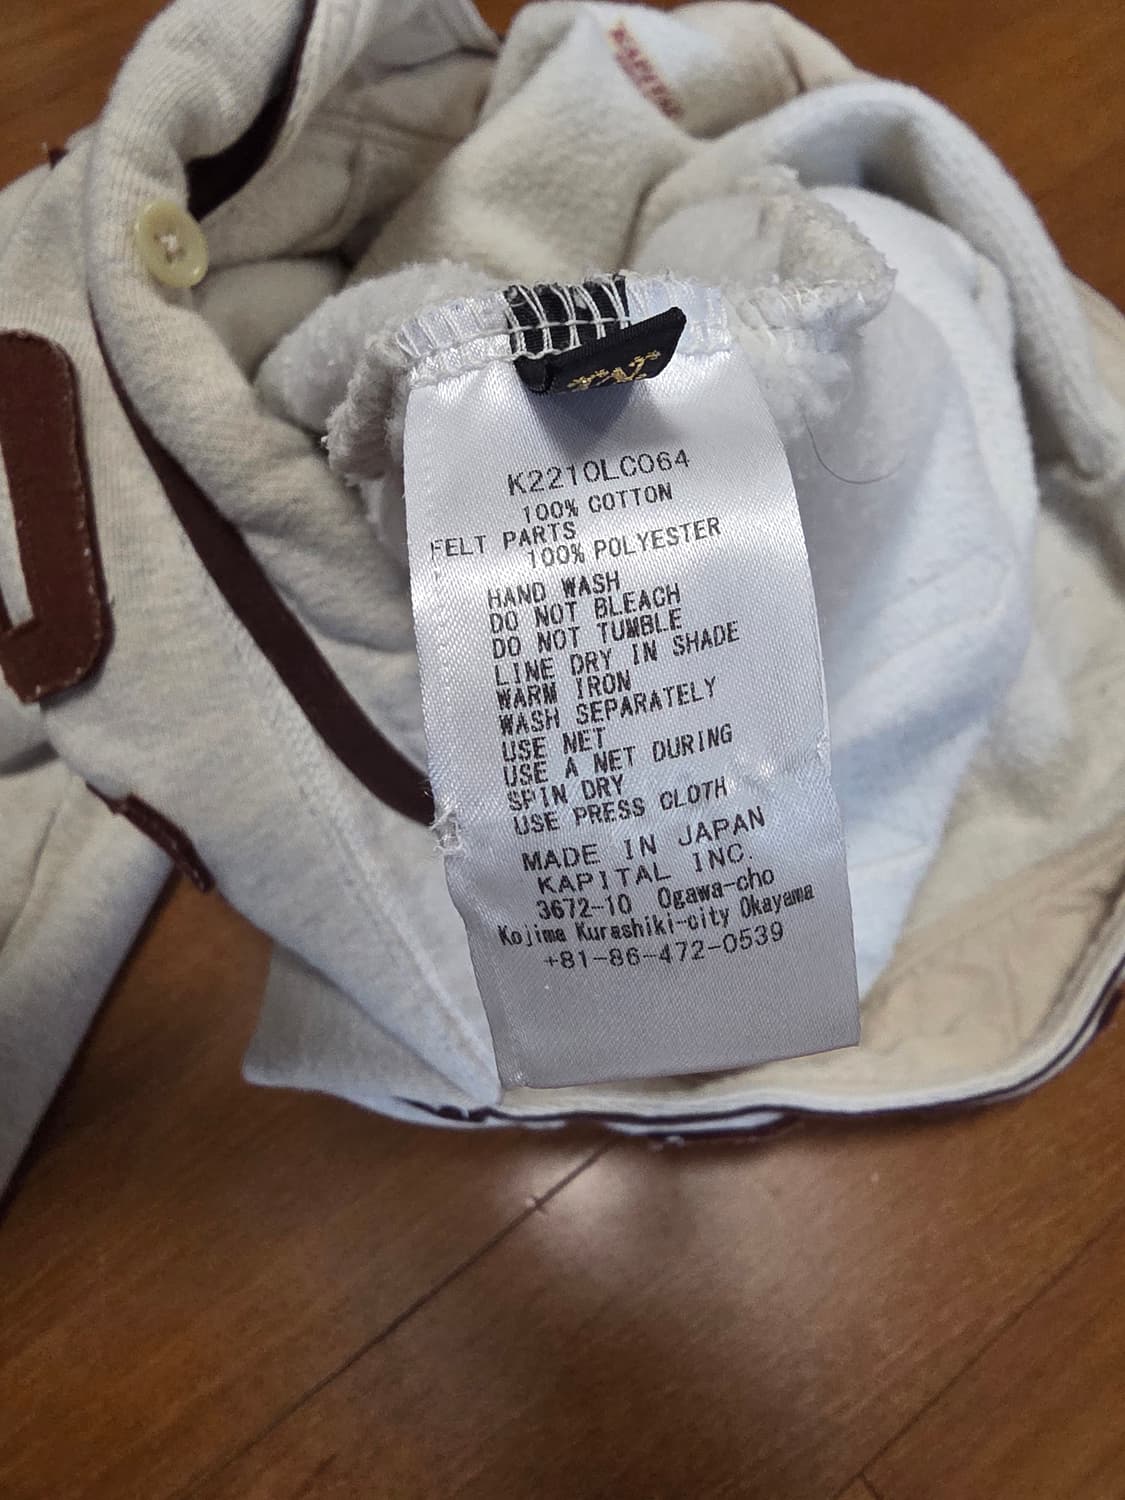 KAPITAL
K2210LC064
100% COTTON
FELT PARTS
100% POLYESTER
HAND WASH
DO NOT BLEACH
DO NOT TUMBLE
LINE DRY IN SHADE
WARM IRON
WASH SEPARATELY
USE NET
USE A NET DURING
SPIN DRY
USE PRESS CLOTH
MADE IN JAPAN
KAPITAL INC.
3672-10 Ogawa-cho
Kojima Kurashiki-city Okayama
+81-86-472-0539